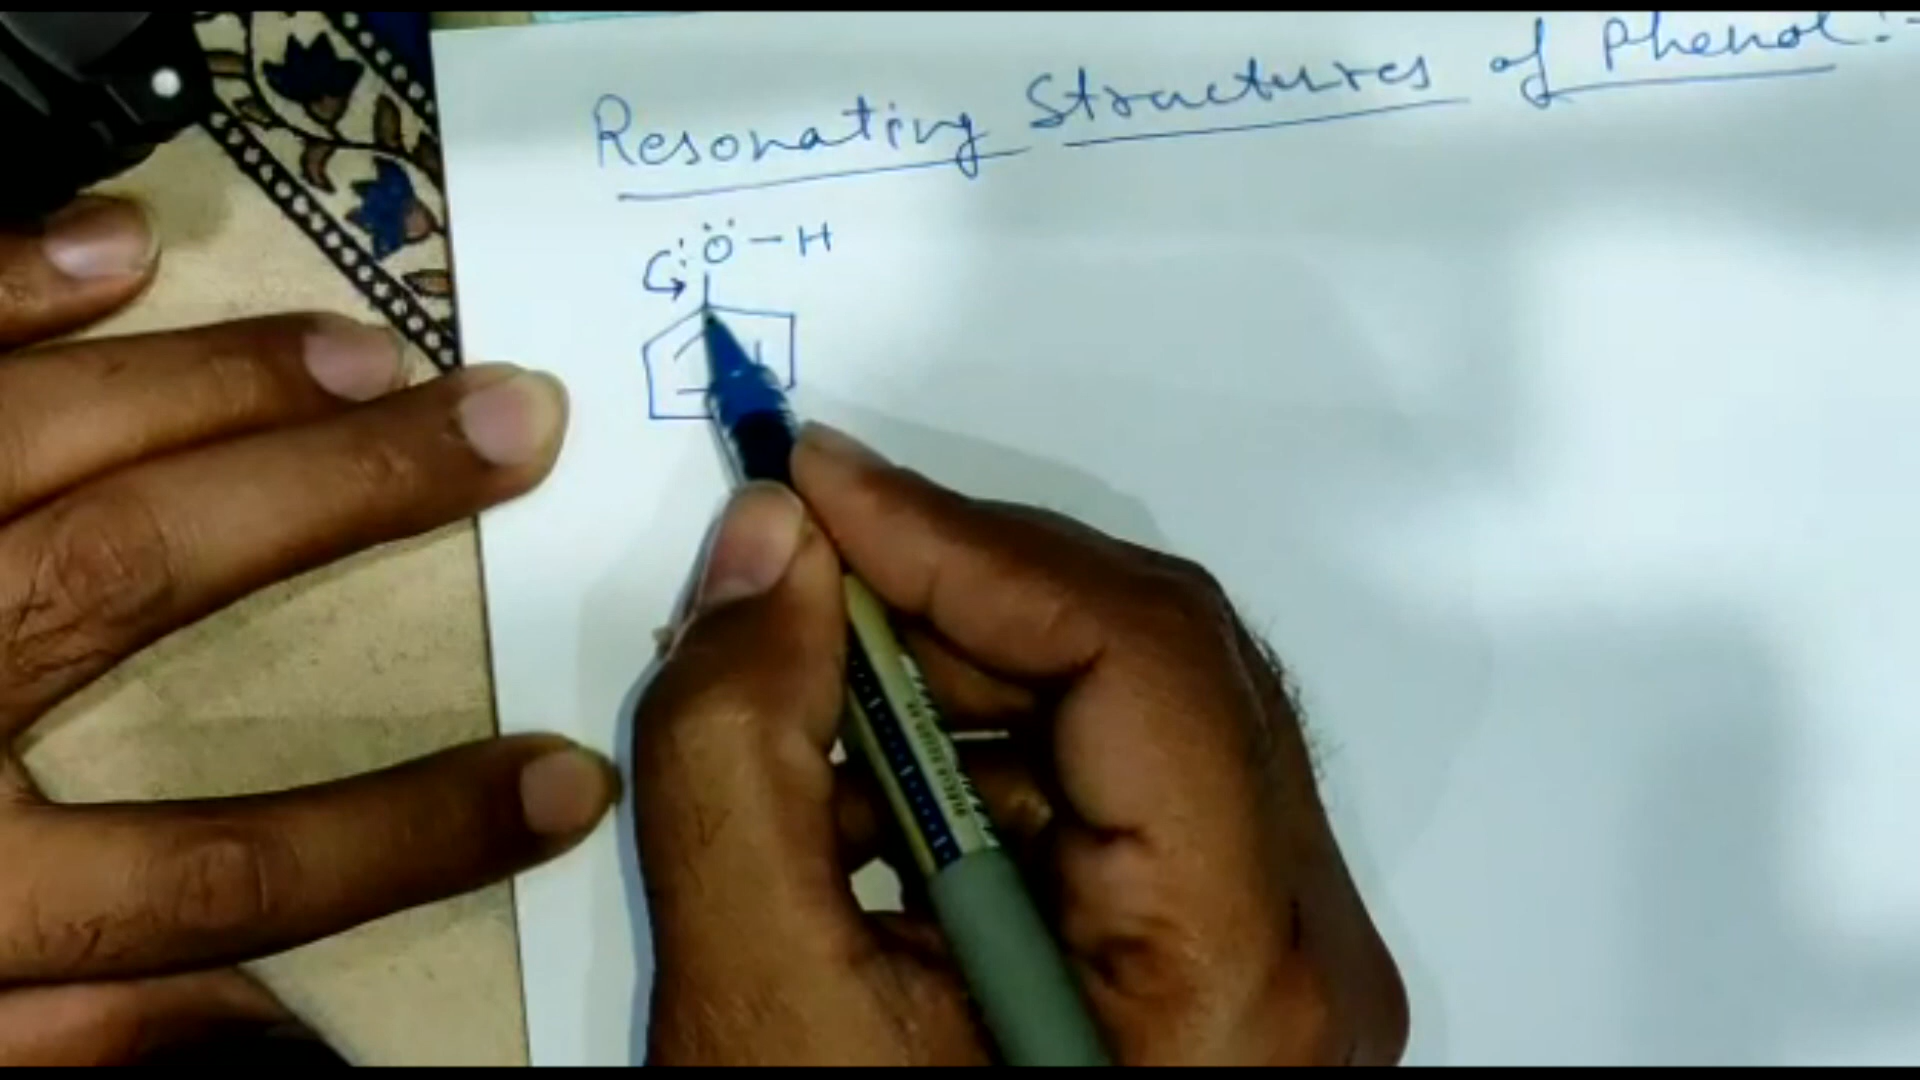 Resonating Structures of Phenol:-
:Ö-H